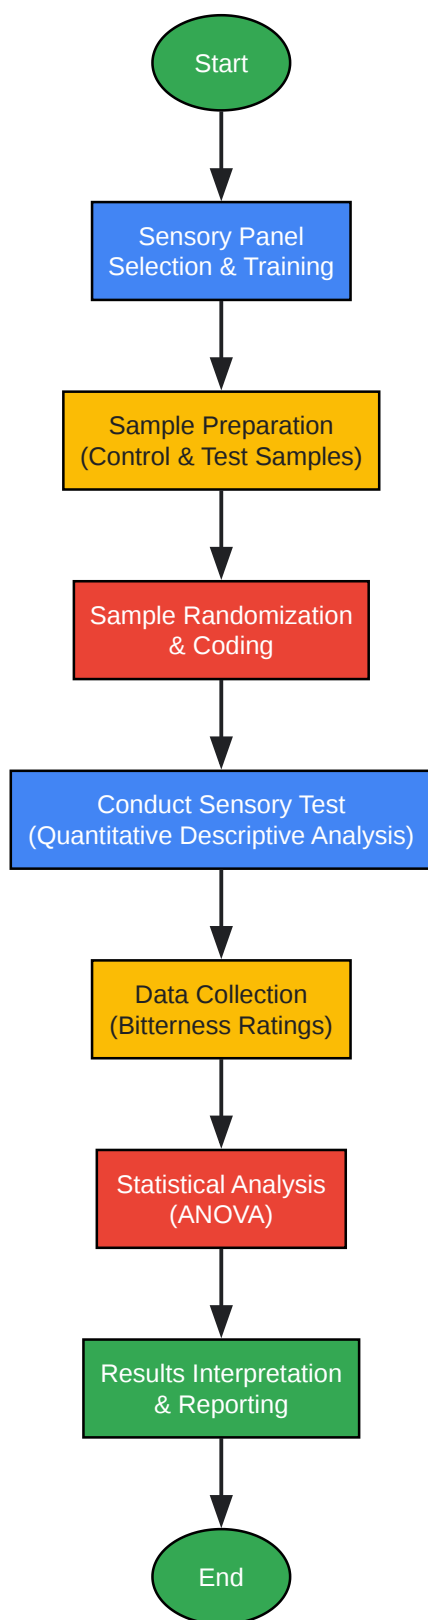 Start
Sensory Panel
Selection & Training
Sample Preparation
(Control & Test Samples)
Sample Randomization
& Coding
Conduct Sensory Test
(Quantitative Descriptive Analysis)
Data Collection
(Bitterness Ratings)
Statistical Analysis
(ANOVA)
Results Interpretation
& Reporting
End